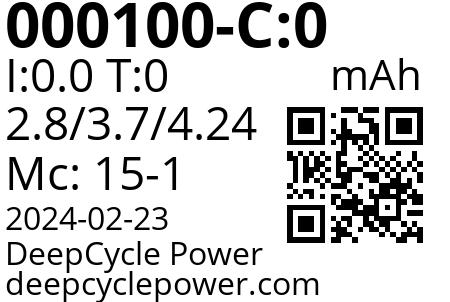 000100-C:0
I:0.0 T:0
mAh
2.8/3.7/4.24
Mc: 15-1
2024-02-23
DeepCycle Power
deepcyclepower.com